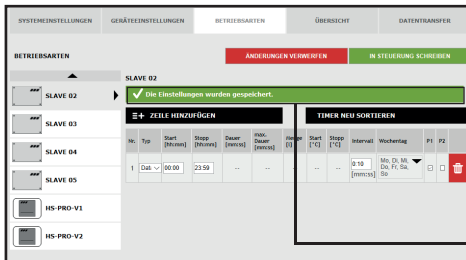 SYSTEMEINSTELLUNGEN GERÄTEEINSTELLUNGEN BETRIEBSARTEN ÜBERSICHT DATENTRANSFER
BETRIEBSARTEN ÄNDERUNGEN VERWERFEN IN STEUERUNG SCHREIBEN
SLAVE 02
SLAVE 02
Die Einstellungen wurden gespeichert.
SLAVE 03
ZEILE HINZUFÜGEN TIMER NEU SORTIEREN
Nr. Typ Start [hh:mm] Stopp [hh:mm] Dauer [mm:ss] max. Dauer [mm:ss] [l] Start [°C] Stopp [°C] Intervall Wochentag P1 P2
SLAVE 04
1 00:00 23:59 -- -- -- -- -- 0:10 [mm:ss] Mo, Di, Mi, Do, Fr, Sa, So
SLAVE 05
HS-PRO-V1
HS-PRO-V2